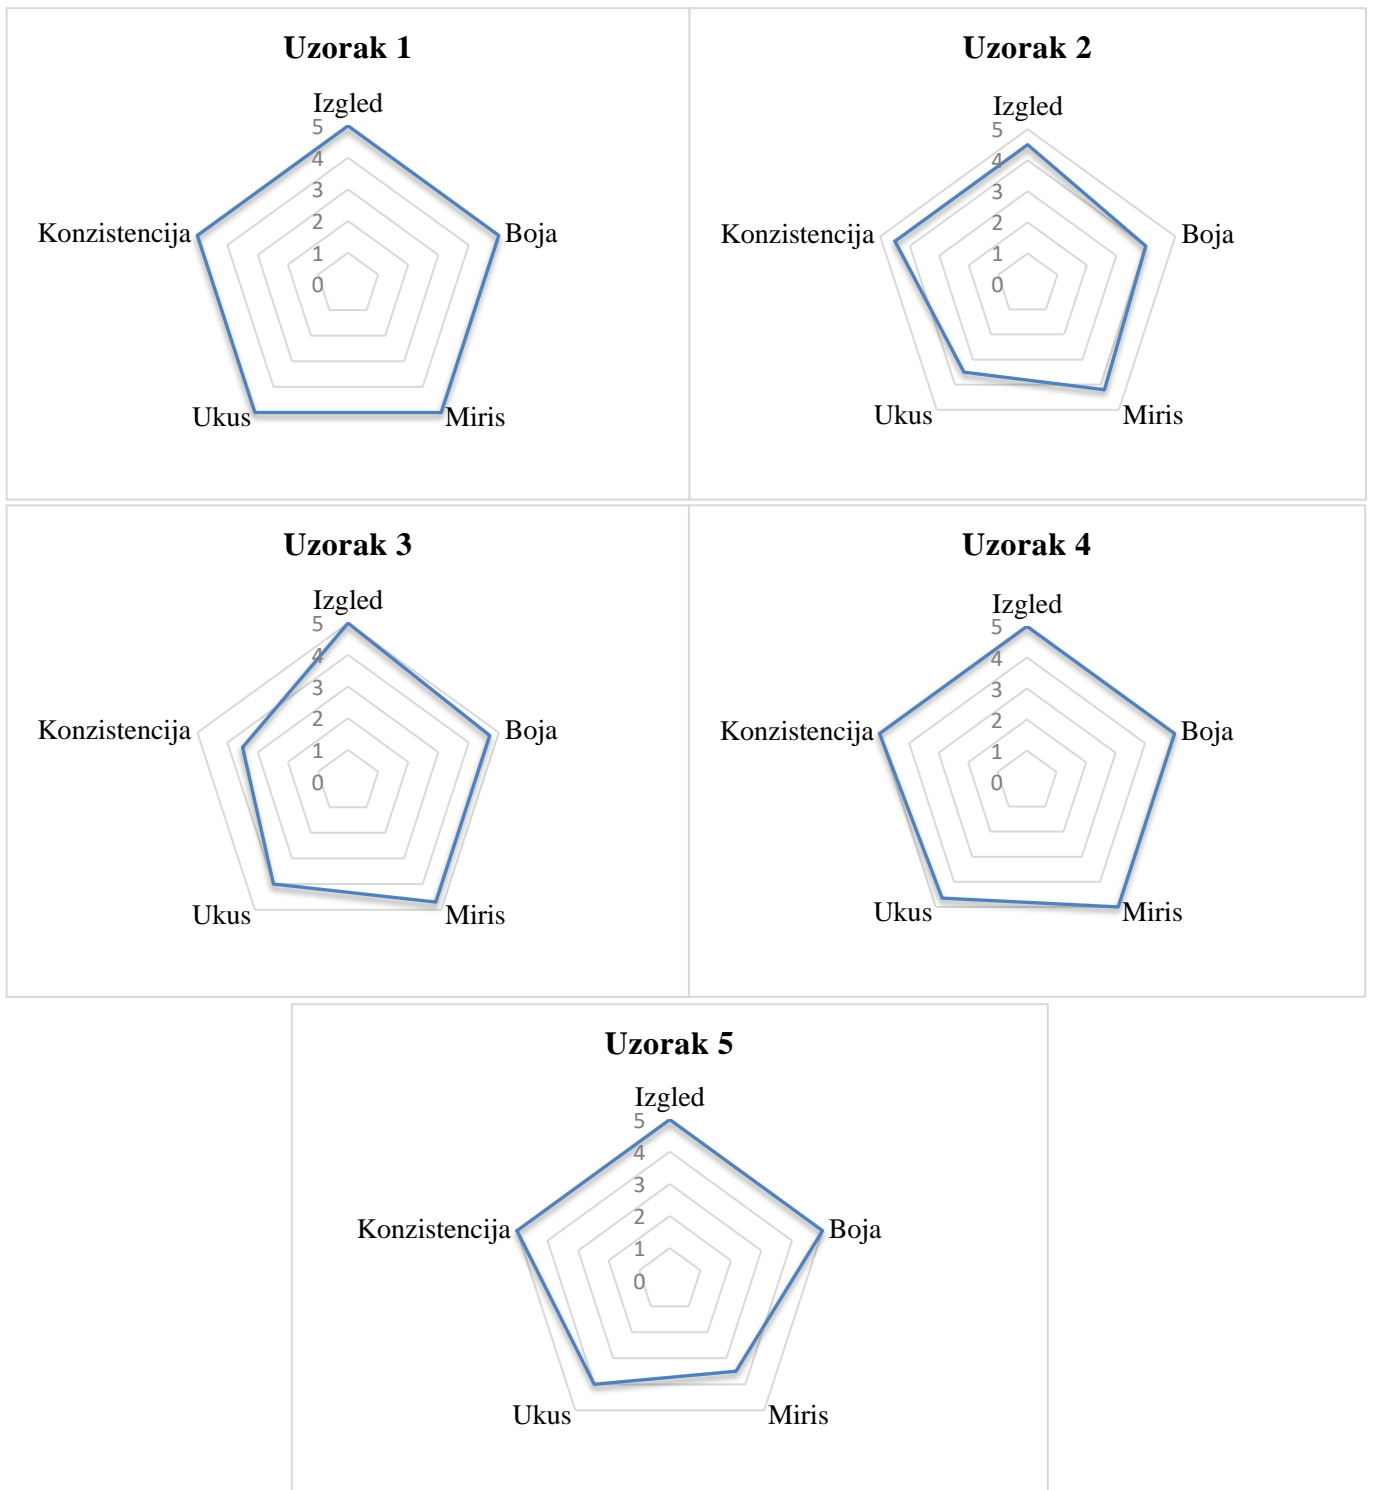 Uzorak 1
Izgled
5
4
3
2
1
0
Konzistencija
Boja
Ukus
Miris
Uzorak 2
Izgled
5
4
3
2
1
0
Konzistencija
Boja
Ukus
Miris
Uzorak 3
Izgled
5
4
3
2
1
0
Konzistencija
Boja
Ukus
Miris
Uzorak 4
Izgled
5
4
3
2
1
0
Konzistencija
Boja
Ukus
Miris
Uzorak 5
Izgled
5
4
3
2
1
0
Konzistencija
Boja
Ukus
Miris